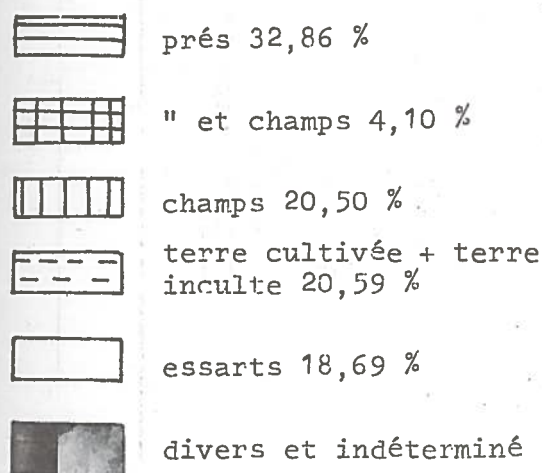 prés 32,86 %
" et champs 4,10 %
champs 20,50 %
terre cultivée + terre
inculte 20,59 %
essarts 18,69 %
divers et indéterminé